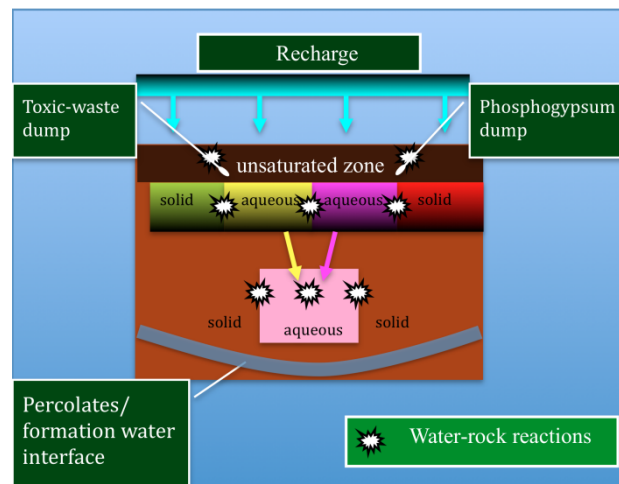 Recharge
Toxic-waste
dump
Phosphogypsum
dump
unsaturated zone
solid
aqueous
aqueous
solid
solid
aqueous
solid
Percolates/
formation water
interface
Water-rock reactions